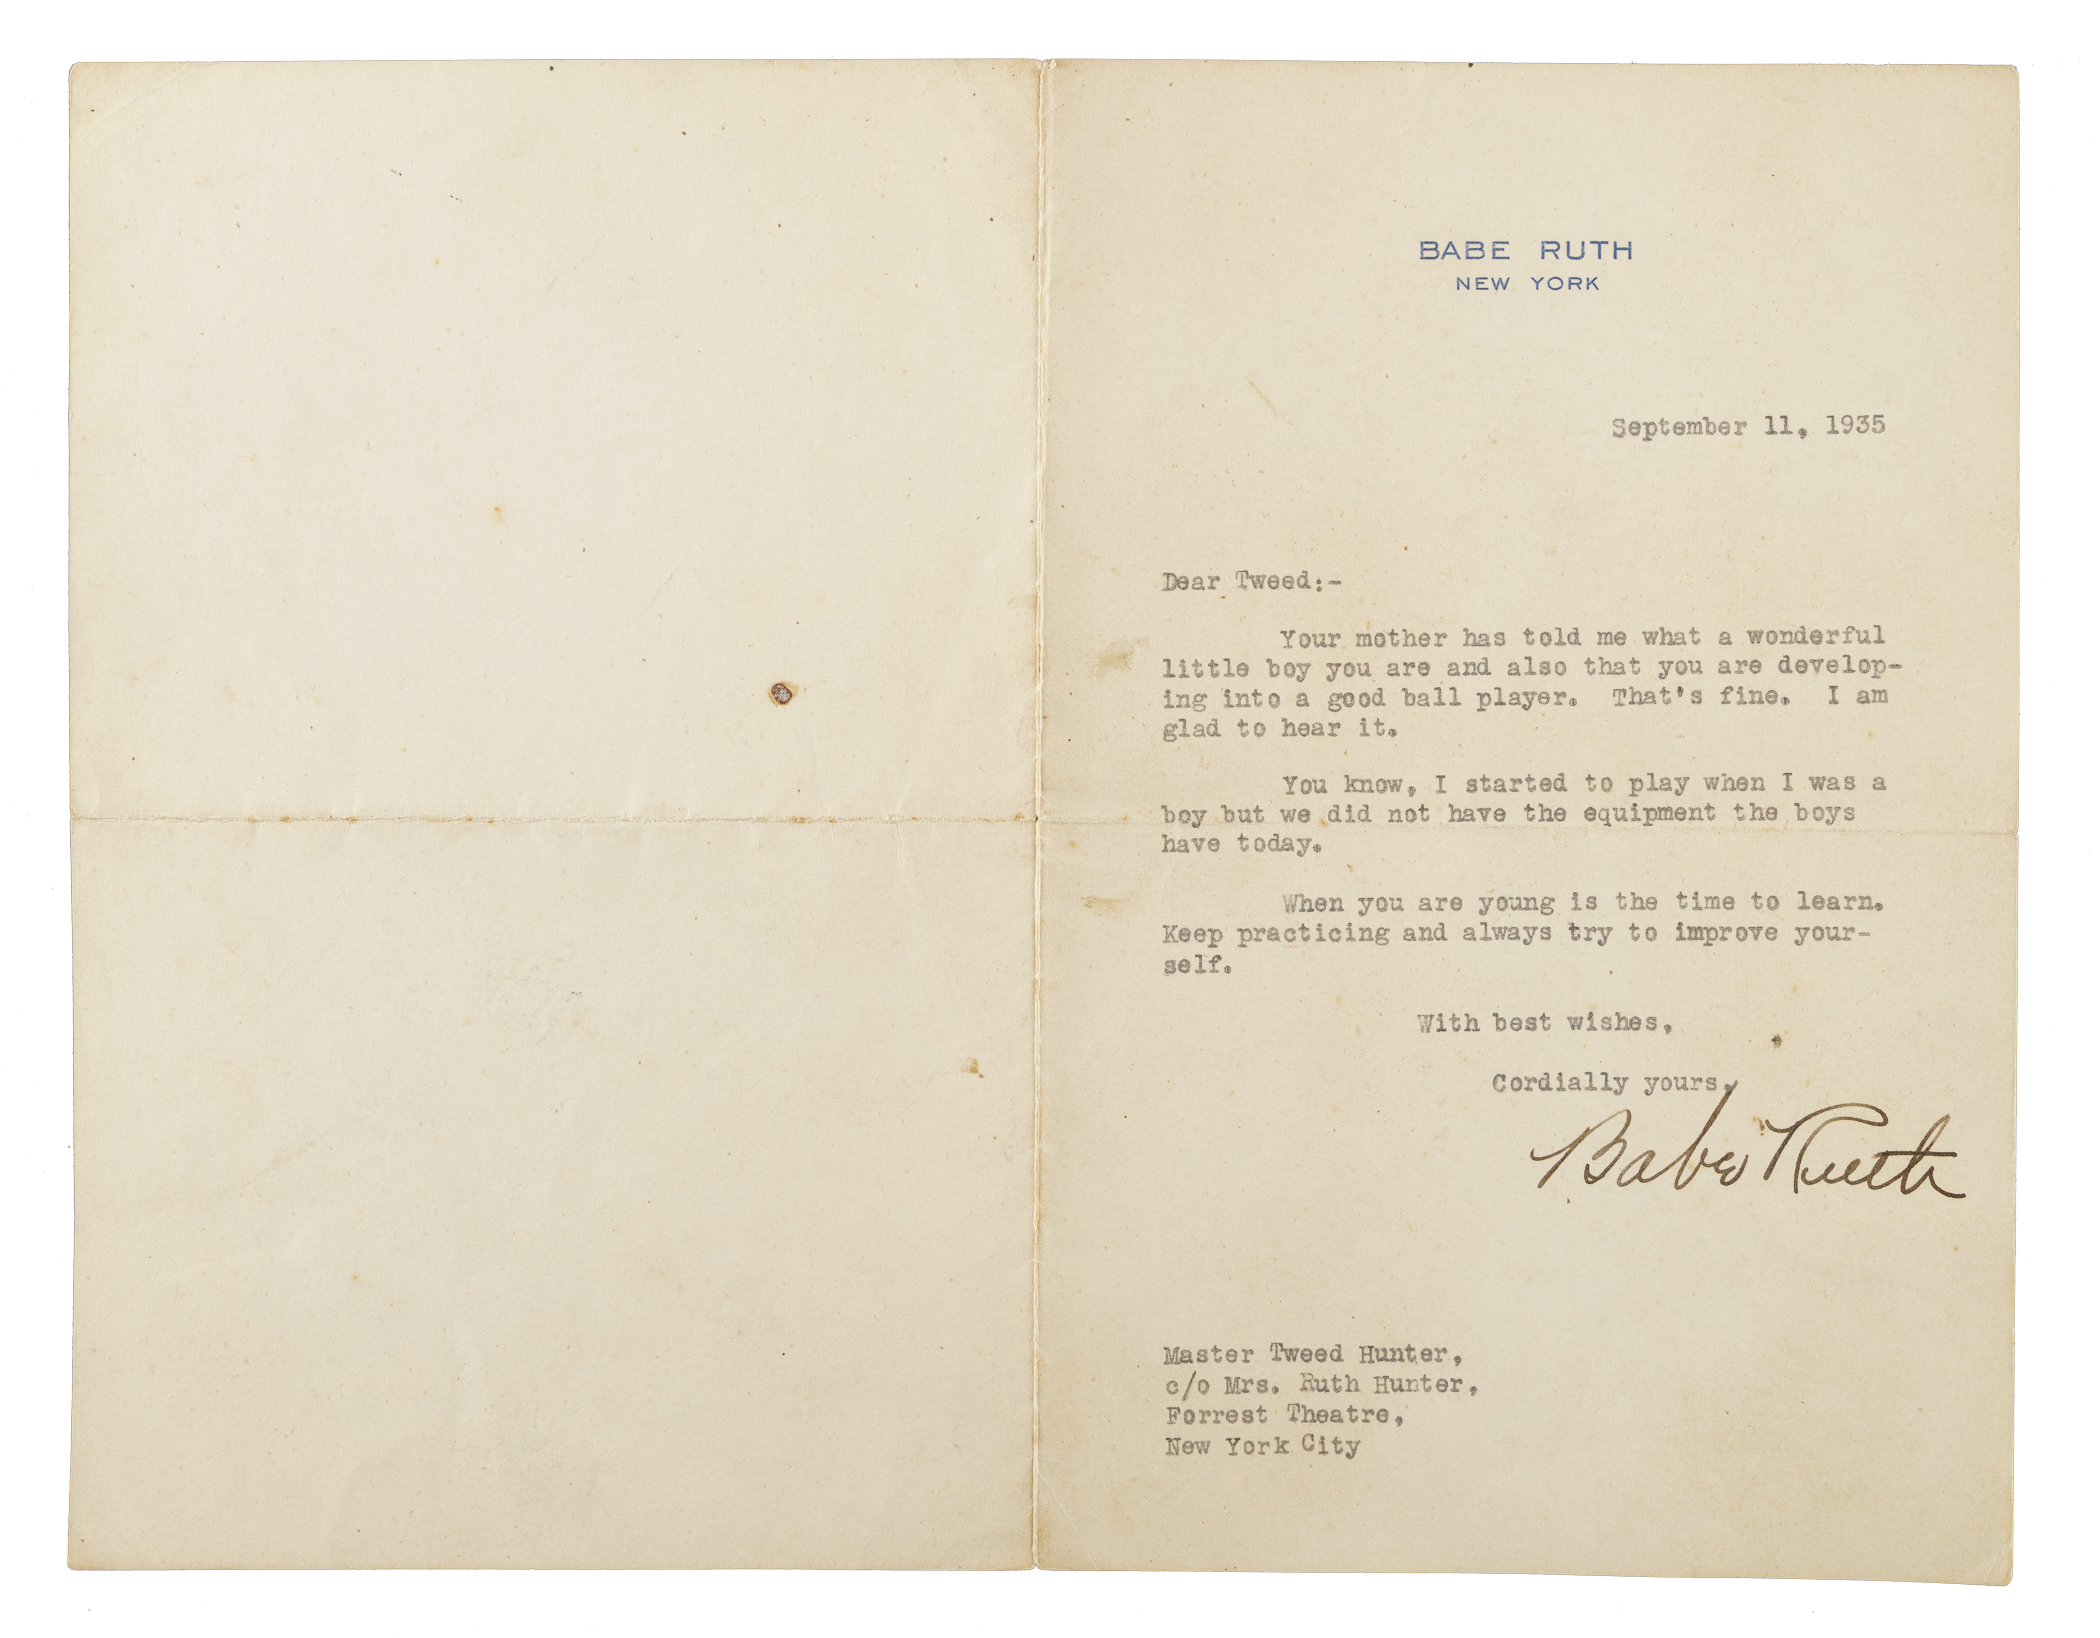 BABE RUTH
NEW YORK
September 11, 1935
Dear Tweed:-
Your mother has told me what a wonderful
little boy you are and also that you are develop-
ing into a good ball player. That's fine. I am
glad to hear it.
You know, I started to play when I was a
boy but we did not have the equipment the boys
have today.
When you are young is the time to learn.
Keep practicing and always try to improve your-
self.
With best wishes,
Cordially yours,
Babe Ruth
Master Tweed Hunter,
c/o Mrs. Ruth Hunter,
Forrest Theatre,
New York City